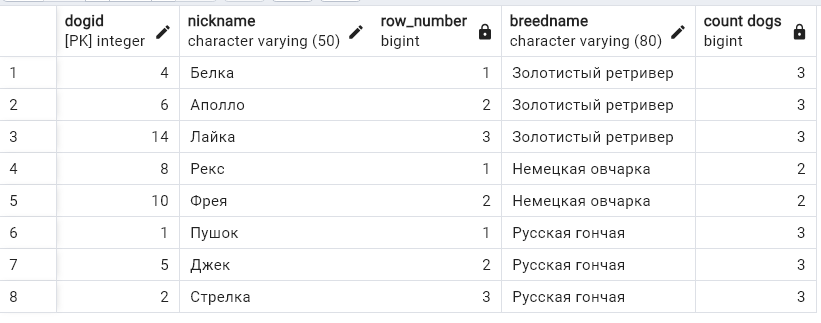 dogid nickname row_number breedname count dogs
[PK] integer character varying (50) bigint character varying (80) bigint
1 4 Белка 1 Золотистый ретривер 3
2 6 Аполло 2 Золотистый ретривер 3
3 14 Лайка 3 Золотистый ретривер 3
4 8 Рекс 1 Немецкая овчарка 2
5 10 Фрея 2 Немецкая овчарка 2
6 1 Пушок 1 Русская гончая 3
7 5 Джек 2 Русская гончая 3
8 2 Стрелка 3 Русская гончая 3